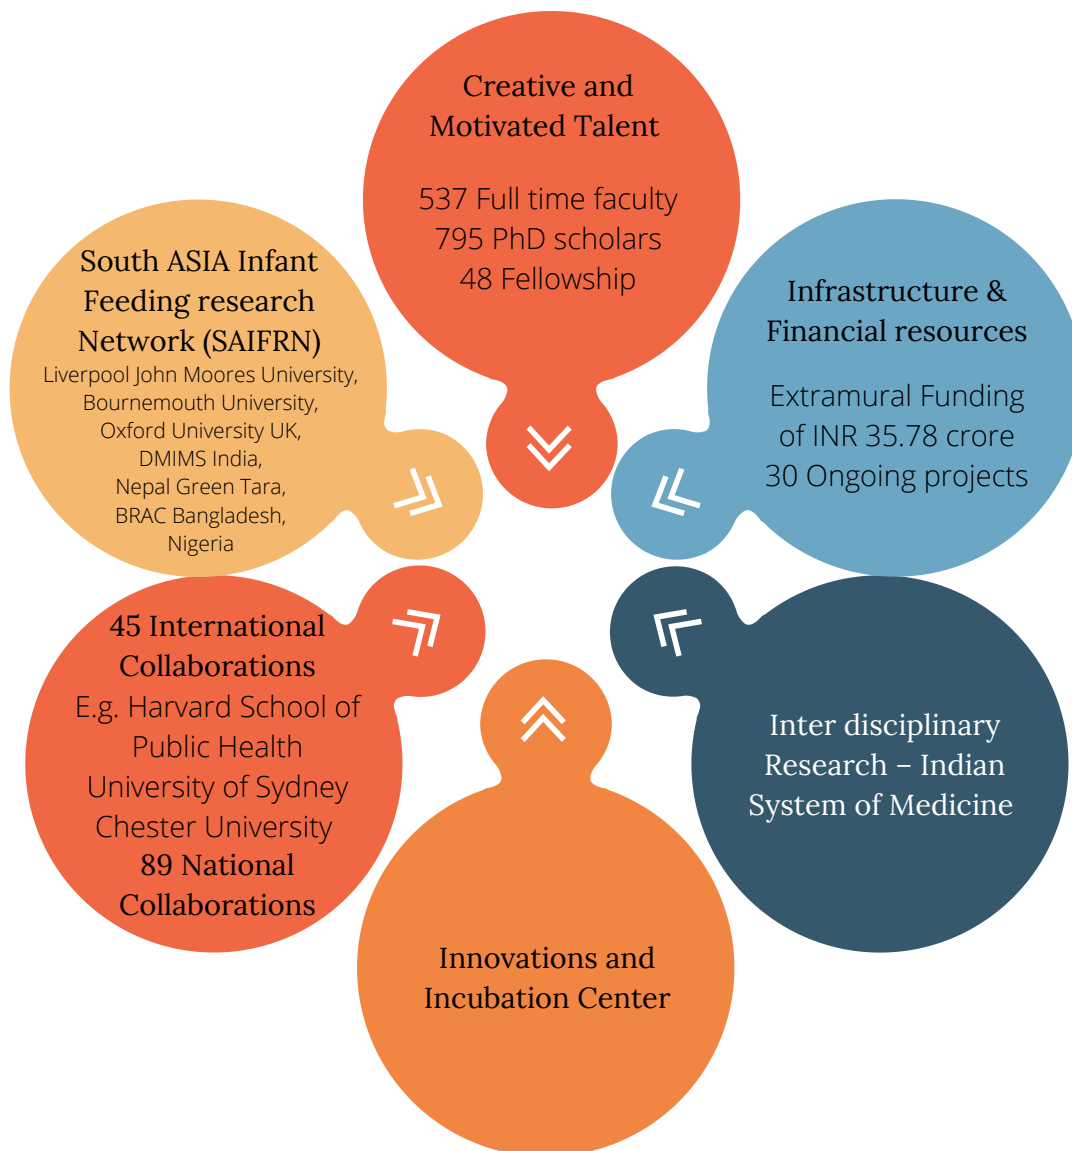 Creative and
Motivated Talent
537 Full time faculty
795 PhD scholars
48 Fellowship
South ASIA Infant
Feeding research
Network (SAIFRN)
Liverpool John Moores University,
Bournemouth University,
Oxford University UK,
DMIMS India,
Nepal Green Tara,
BRAC Bangladesh,
Nigeria
Infrastructure &
Financial resources
Extramural Funding
of INR 35.78 crore
30 Ongoing projects
45 International
Collaborations
E.g. Harvard School of
Public Health
University of Sydney
Chester University
89 National
Collaborations
Inter disciplinary
Research – Indian
System of Medicine
Innovations and
Incubation Center